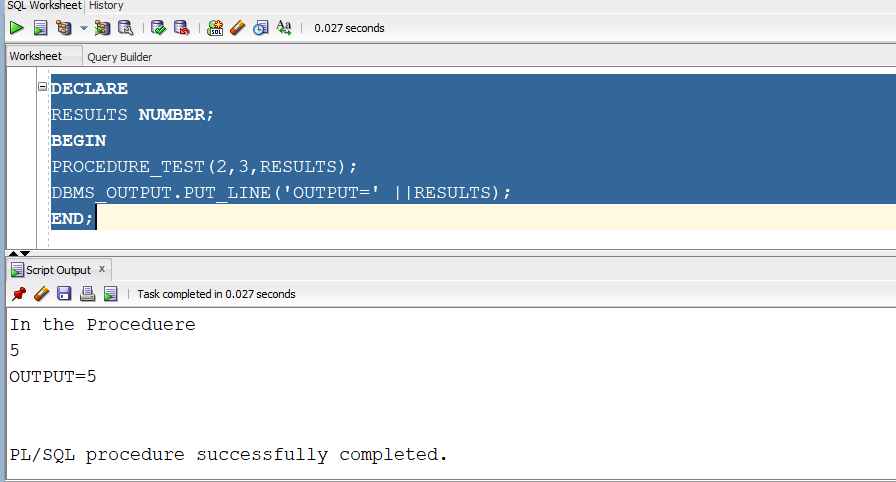 SQL Worksheet History
0.027 seconds
Worksheet Query Builder
DECLARE
RESULTS NUMBER;
BEGIN
PROCEDURE_TEST(2,3,RESULTS);
DBMS_OUTPUT.PUT_LINE('OUTPUT=' ||RESULTS);
END;
Script Output x
Task completed in 0.027 seconds
In the Proceduere
5
OUTPUT=5
PL/SQL procedure successfully completed.